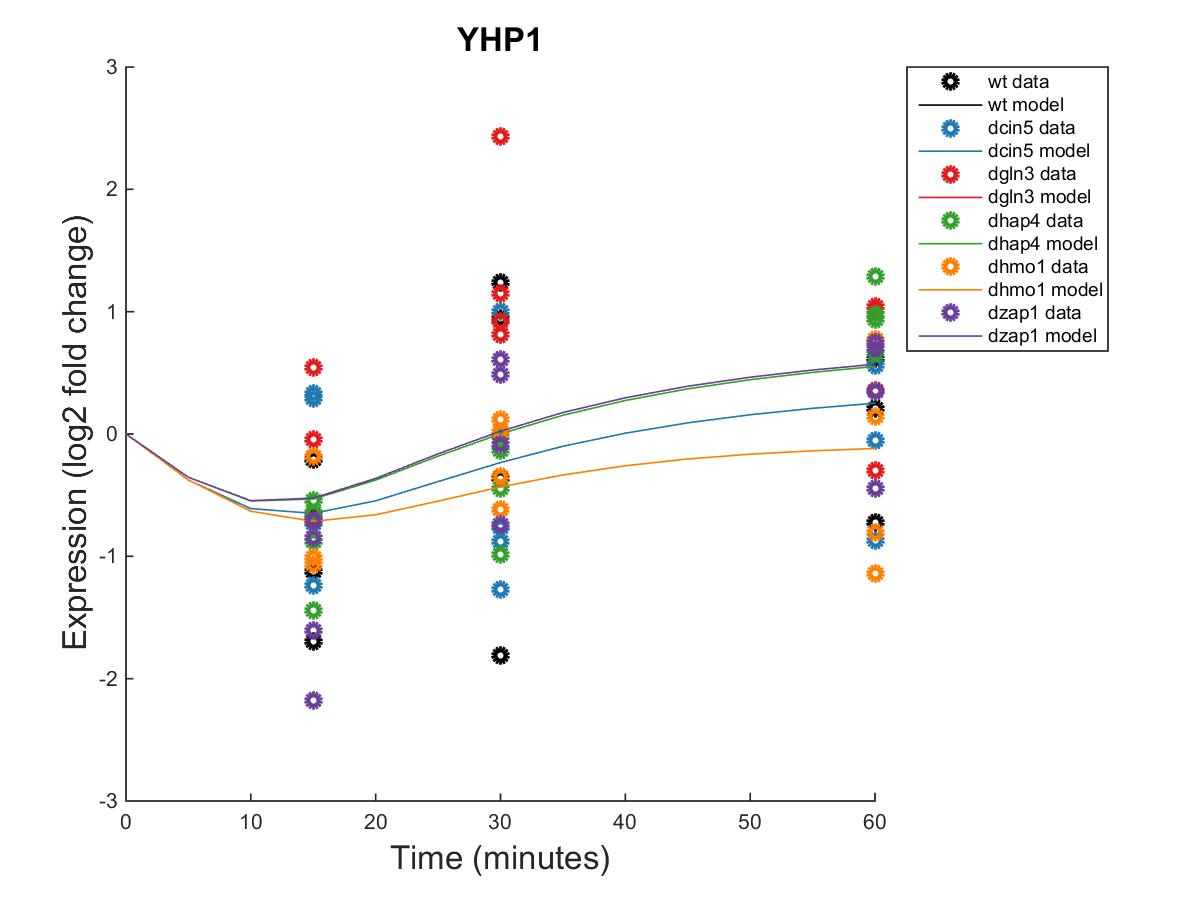 YHP1
3
2
1
0
-1
-2
-3
Expression (log2 fold change)
0 10 20 30 40 50 60
Time (minutes)
wt data
wt model
dcin5 data
dcin5 model
dgln3 data
dgln3 model
dhap4 data
dhap4 model
dhmo1 data
dhmo1 model
dzap1 data
dzap1 model